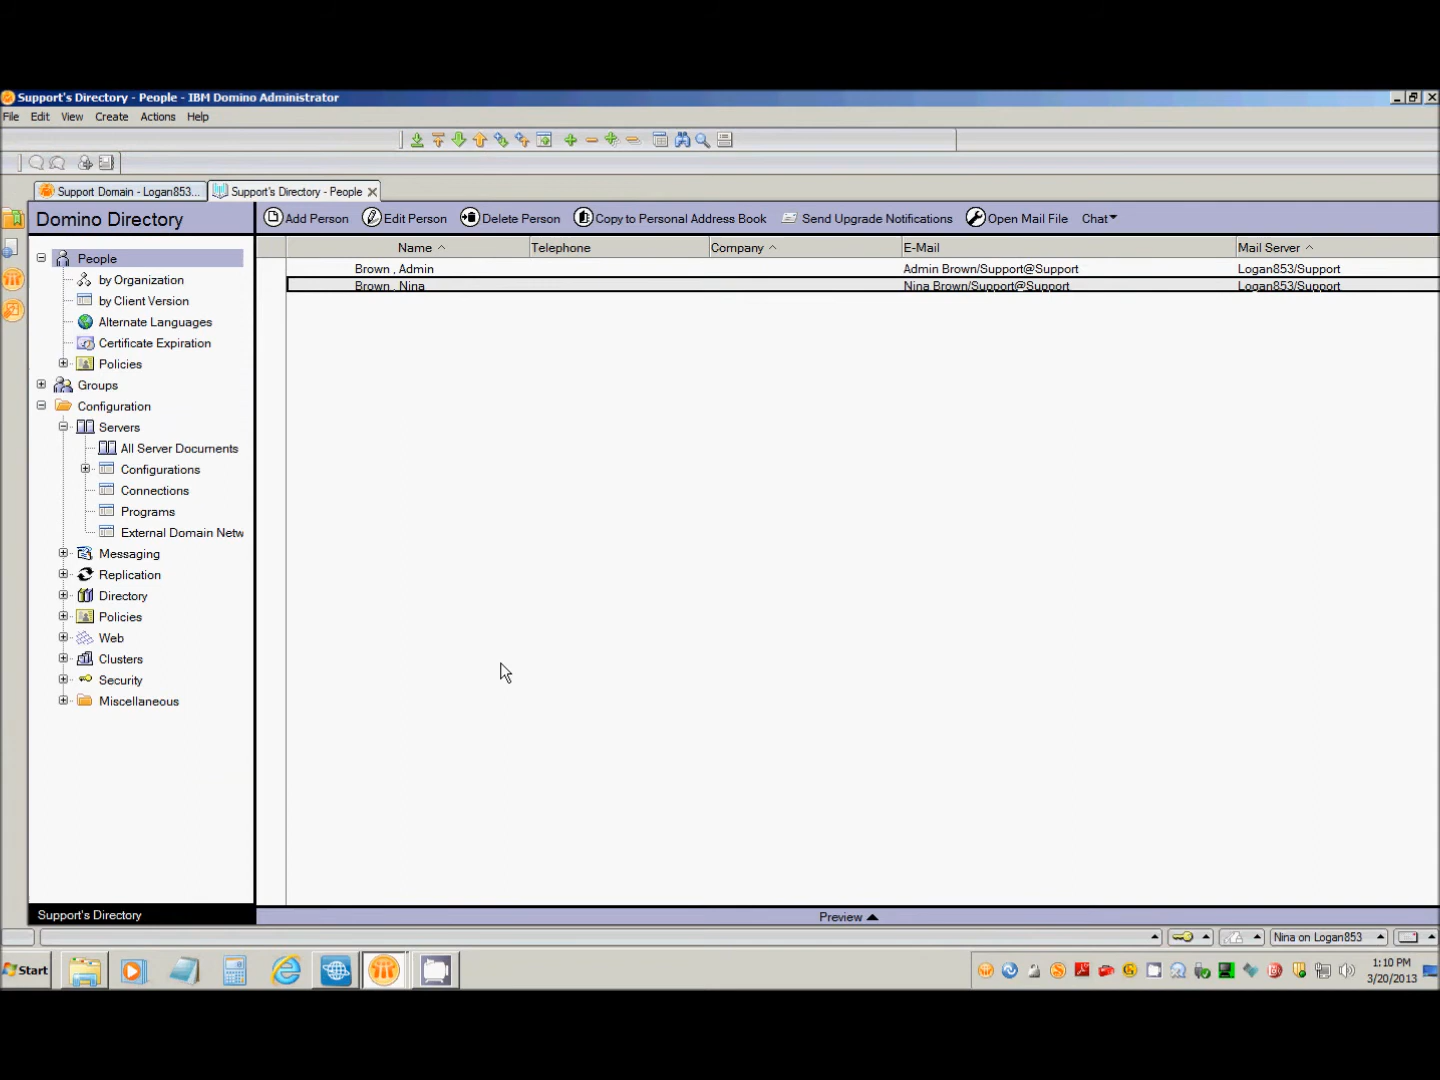 Support's Directory - People - IBM Domino Administrator
File Edit View Create Actions Help
Support Domain - Logan853... Support's Directory - People
Domino Directory
Add Person Edit Person Delete Person Copy to Personal Address Book Send Upgrade Notifications Open Mail File Chat
Name Telephone Company E-Mail Mail Server
Brown , Admin Admin Brown/Support@Support Logan853/Support
Brown , Nina Nina Brown/Support@Support Logan853/Support
People
by Organization
by Client Version
Alternate Languages
Certificate Expiration
Policies
Groups
Configuration
Servers
All Server Documents
Configurations
Connections
Programs
External Domain Netw
Messaging
Replication
Directory
Policies
Web
Clusters
Security
Miscellaneous
Support's Directory
Preview
Nina on Logan853
Start
1:10 PM
3/20/2013